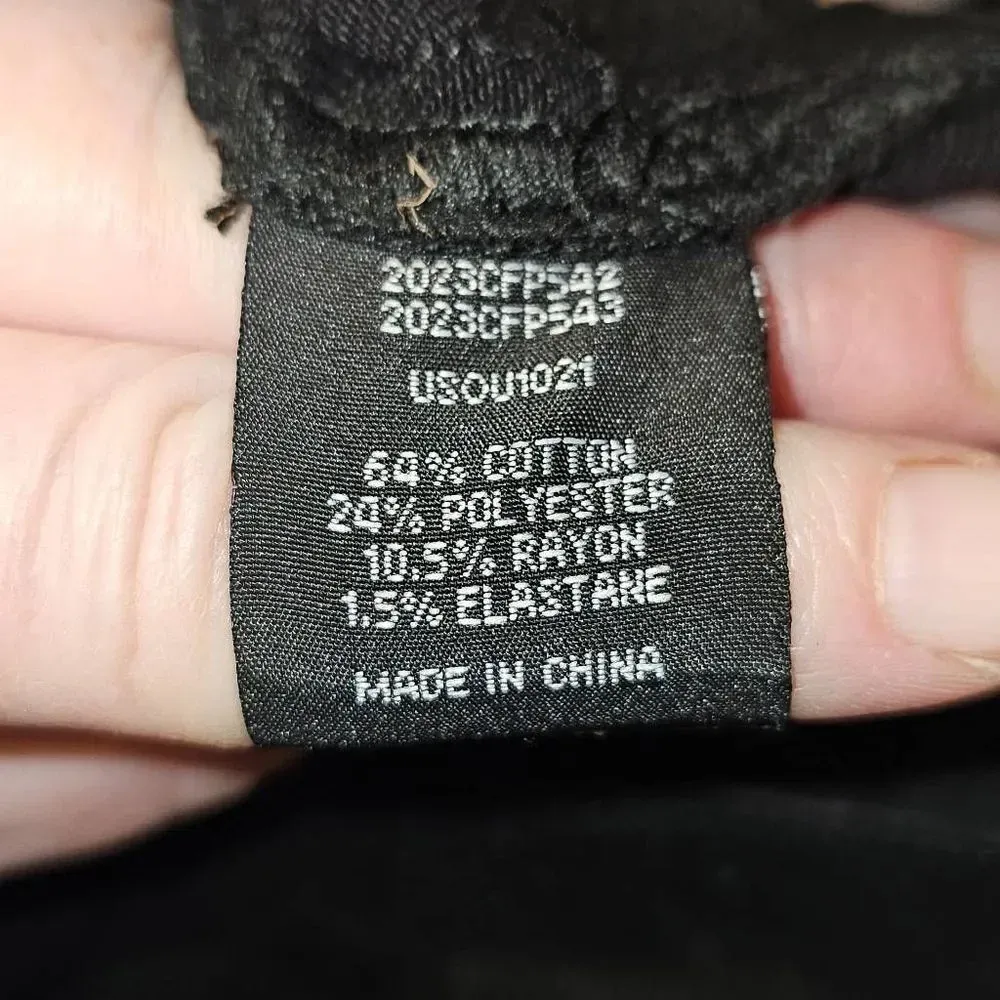 2023CFP542
2023CFP543
USOU1021
64% COTTON
24% POLYESTER
10.5% RAYON
1.5% ELASTANE
MADE IN CHINA